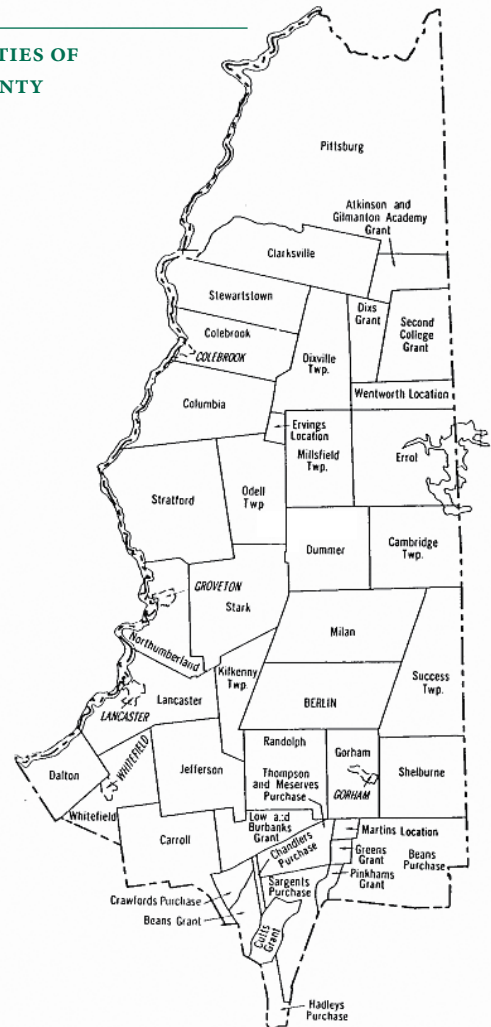 TIES OF
NTY
Pittsburg
Atkinson and
Gilmanton Academy
Grant
Clarksville
Stewartstown
Dixs
Grant
Second
College
Grant
Colebrook
COLEBROOK
Dixville
Twp.
Wentworth Location
Columbia
Ervings
Location
Millsfield
Twp.
Errol
Stratford
Odell
Twp
Dummer
Cambridge
Twp.
GROVETON
Stark
Northumberland
Milan
Kilkenny
Twp.
Success
Twp.
Lancaster
LANCASTER
BERLIN
WHITEFIELD
Randolph
Gorham
Dalton
Jefferson
Thompson
and Meserves
Purchase
GORHAM
Shelburne
Whitefield
Carroll
Low and
Burbanks
Grant
Chandlers
Purchase
Martins Location
Greens
Grant
Beans
Purchase
Sargents
Purchase
Pinkhams
Grant
Crawfords Purchase
Beans Grant
Cutts
Grant
Hadleys
Purchase